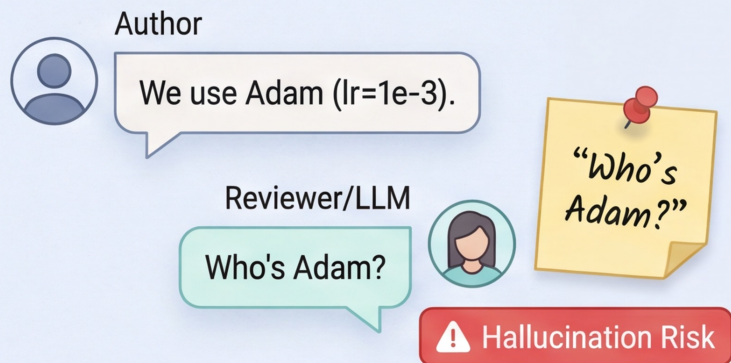 Author
We use Adam (lr=1e-3).
Reviewer/LLM
Who's Adam?
“Who's
Adam?”
Hallucination Risk